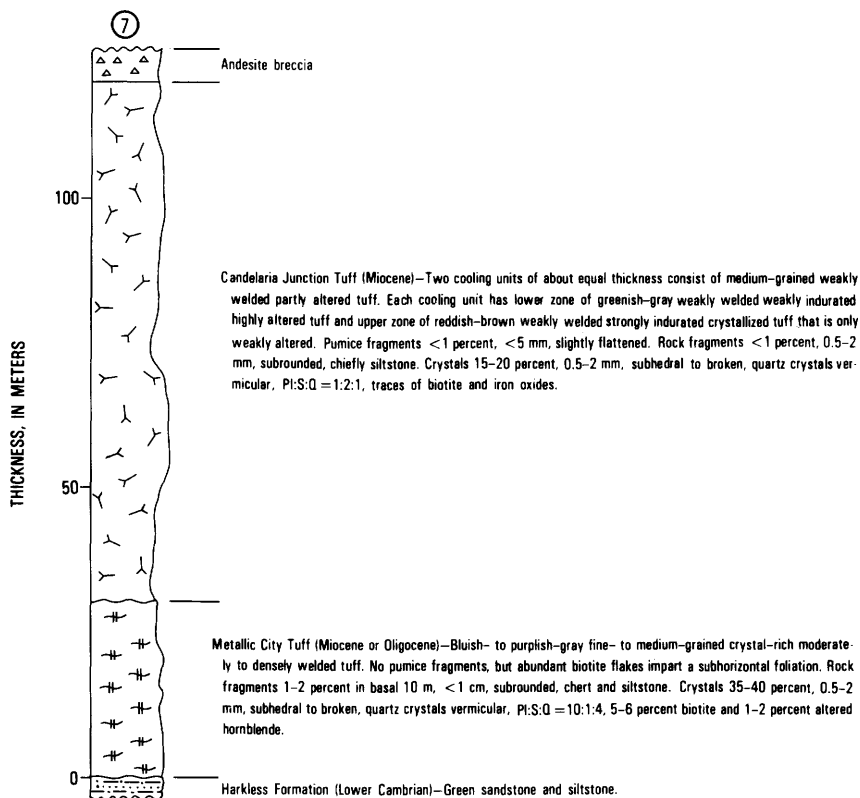 7
Andesite breccia
100
Candelaria Junction Tuff (Miocene)—Two cooling units of about equal thickness consist of medium-grained weakly
welded partly altered tuff. Each cooling unit has lower zone of greenish-gray weakly welded weakly indurated
highly altered tuff and upper zone of reddish-brown weakly welded strongly indurated crystallized tuff that is only
weakly altered. Pumice fragments <1 percent, <5 mm, slightly flattened. Rock fragments <1 percent, 0.5–2
mm, subrounded, chiefly siltstone. Crystals 15–20 percent, 0.5–2 mm, subhedral to broken, quartz crystals ver-
micular, Pl:S:Q =1:2:1, traces of biotite and iron oxides.
THICKNESS, IN METERS
50
Metallic City Tuff (Miocene or Oligocene)—Bluish- to purplish-gray fine- to medium-grained crystal-rich moderate-
ly to densely welded tuff. No pumice fragments, but abundant biotite flakes impart a subhorizontal foliation. Rock
fragments 1–2 percent in basal 10 m, <1 cm, subrounded, chert and siltstone. Crystals 35–40 percent, 0.5–2
mm, subhedral to broken, quartz crystals vermicular, Pl:S:Q =10:1:4, 5–6 percent biotite and 1–2 percent altered
hornblende.
0
Harkless Formation (Lower Cambrian)—Green sandstone and siltstone.